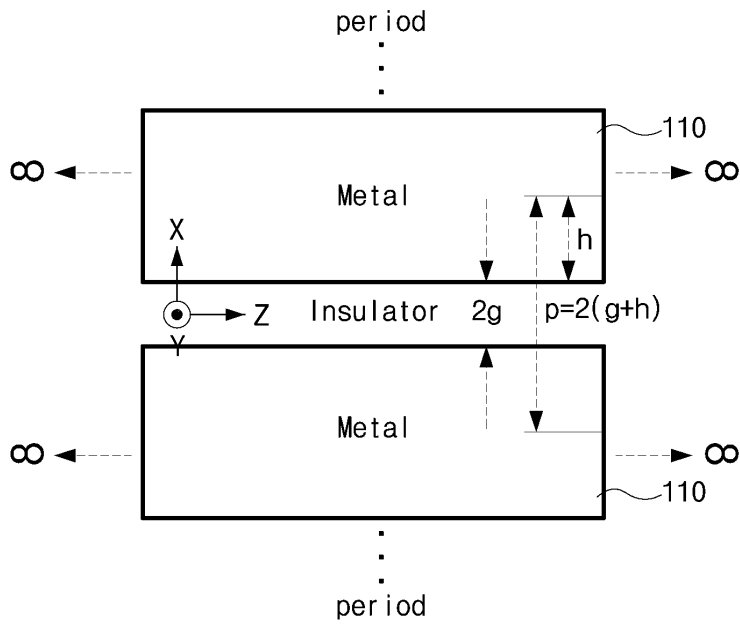 period
110
∞
∞
Metal
h
X
Z
Insulator
2g
p=2(g+h)
Y
Metal
∞
∞
110
period